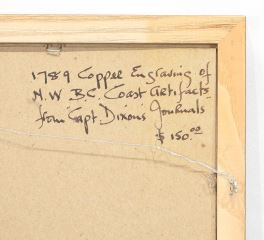 1789 Copper Engraving of
N.W. B.C. Coast Artifacts
from Capt. Dixon's Journals
$150.00